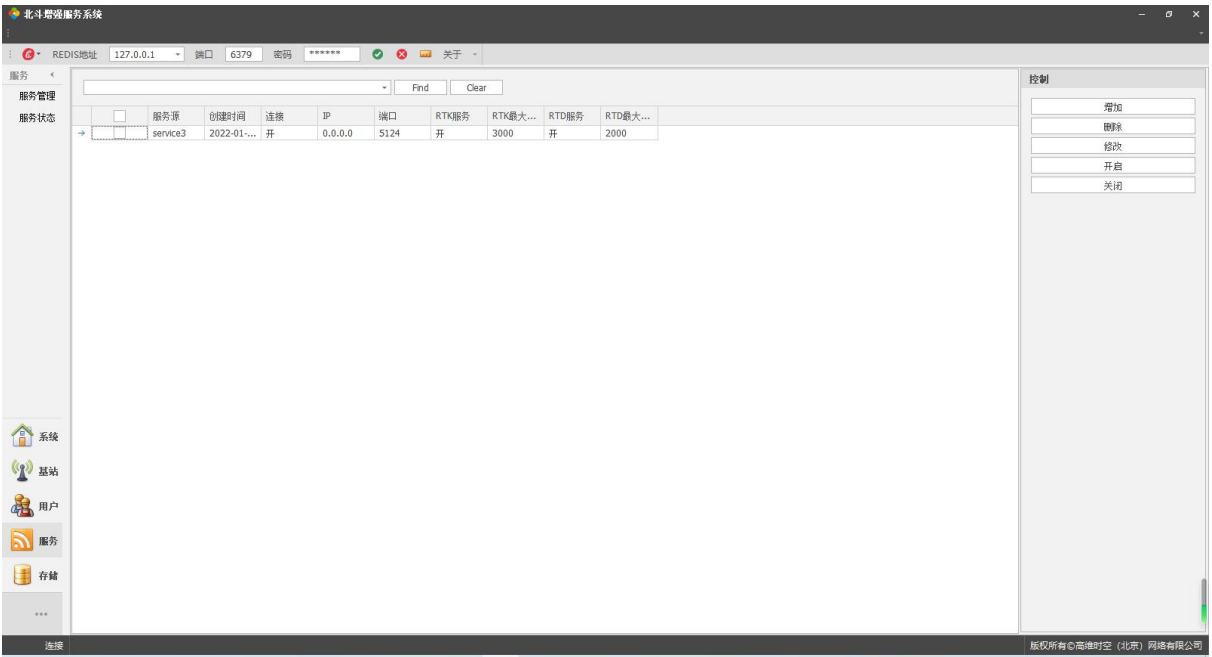 北斗增强服务系统
REDIS地址 127.0.0.1 端口 6379 密码 ****** 关于
服务
服务管理
服务状态
Find Clear
服务源 创建时间 连接 IP 端口 RTK服务 RTK最大... RTD服务 RTD最大...
service3 2022-01-... 开 0.0.0.0 5124 开 3000 开 2000
控制
增加
删除
修改
开启
关闭
系统
基站
用户
服务
存储
...
连接
版权所有©高维时空(北京)网络有限公司